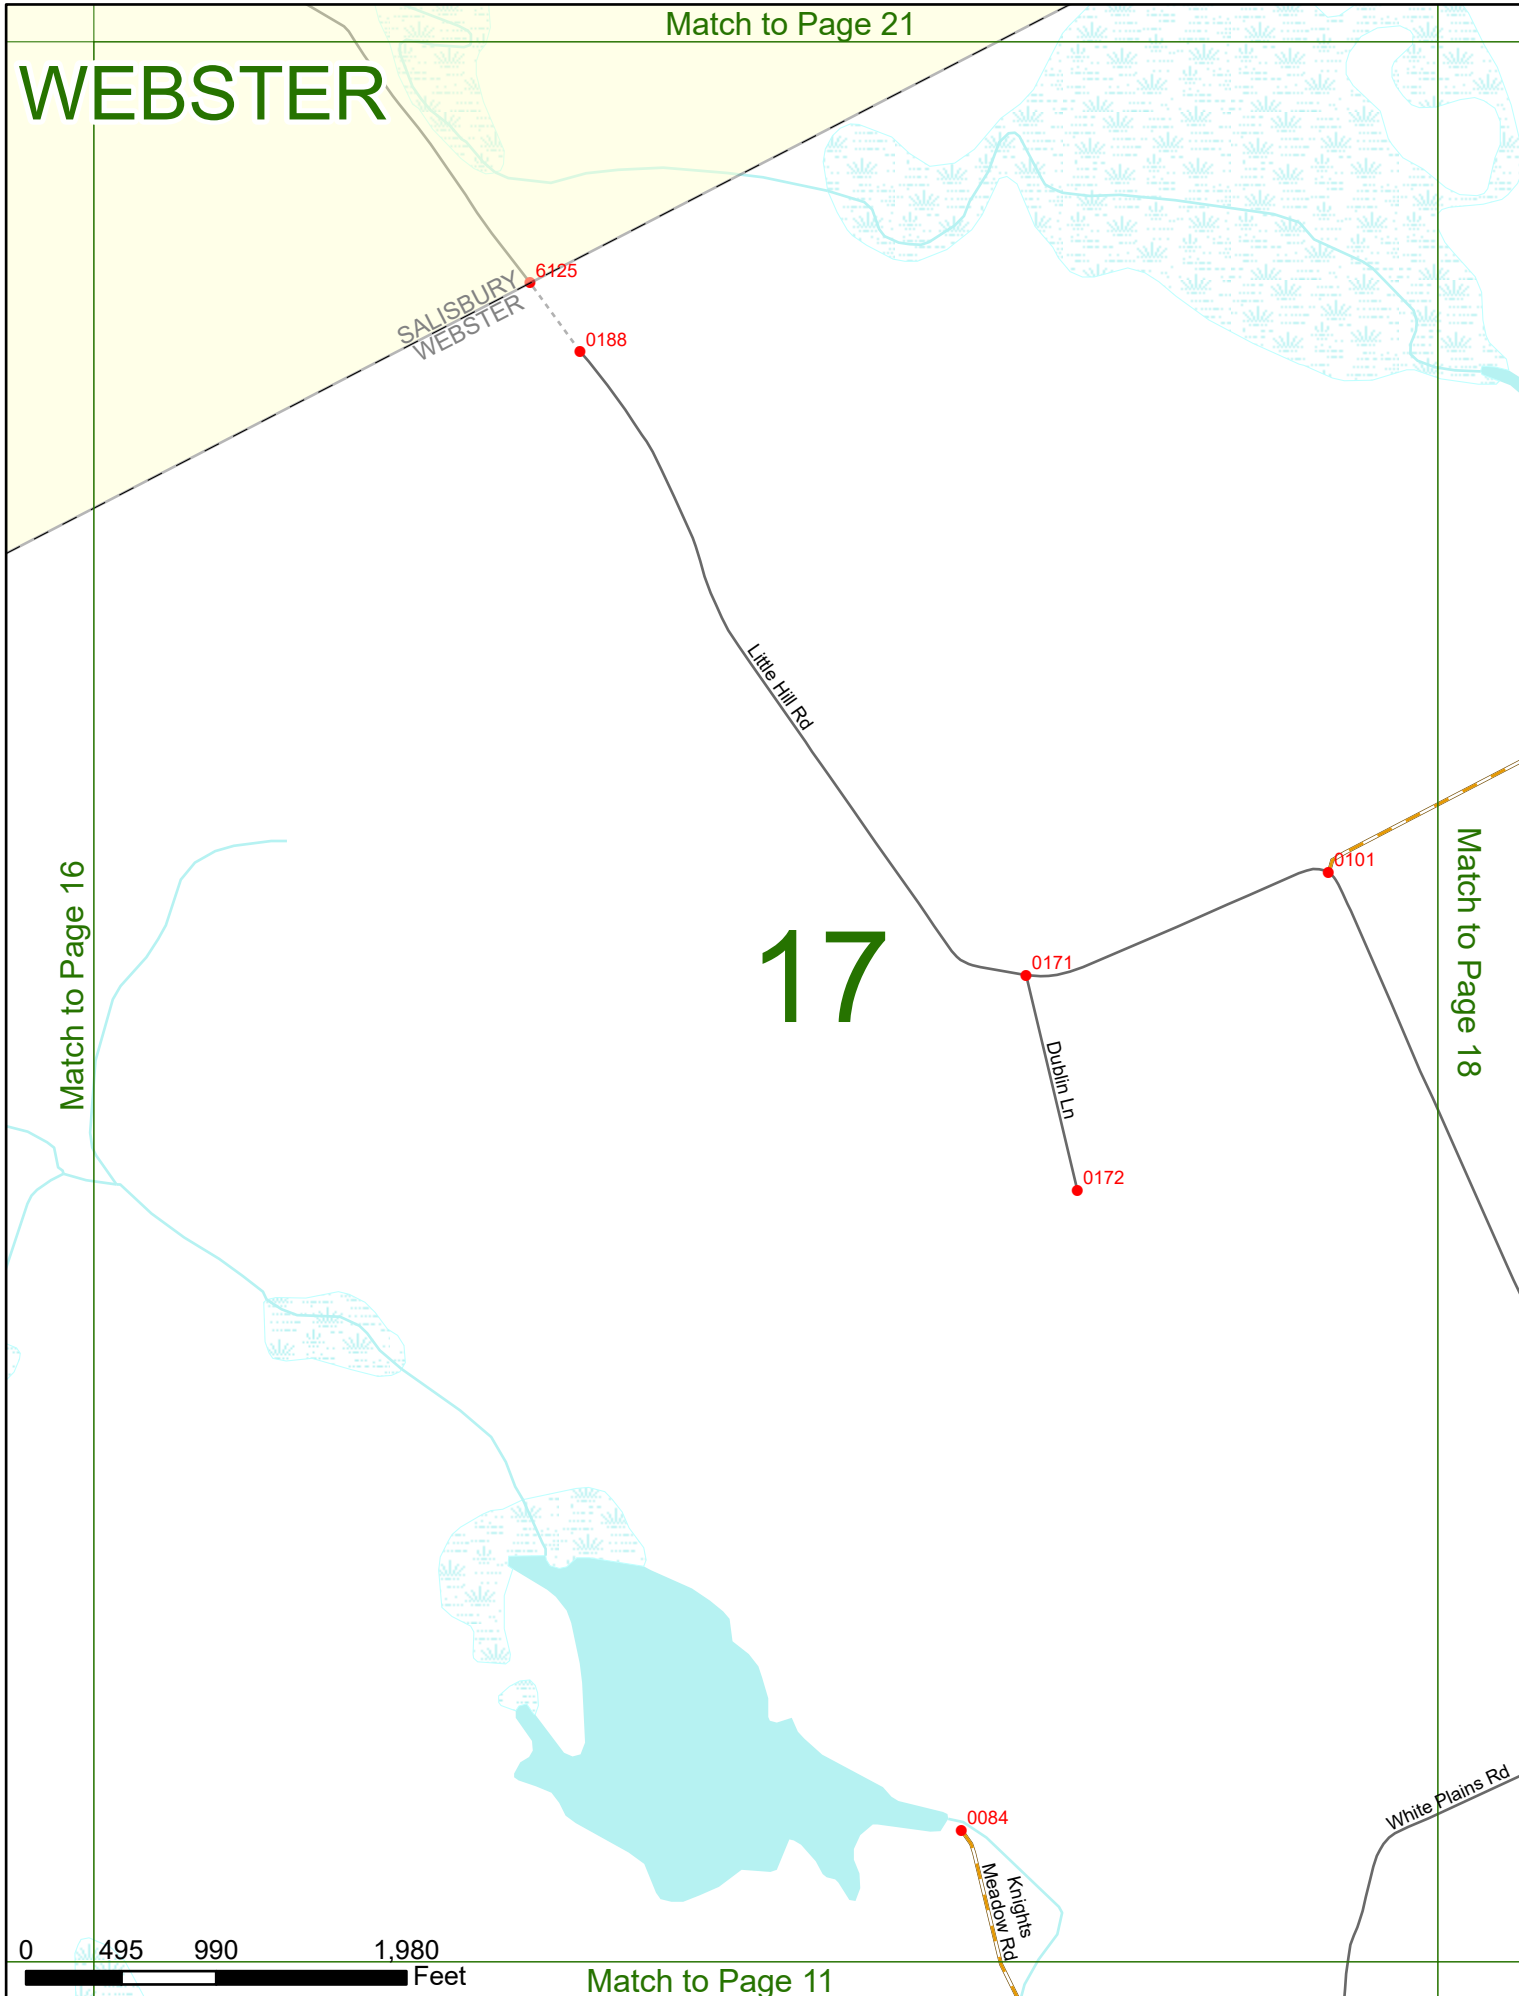 Match to Page 21
WEBSTER
6125
SALISBURY
WEBSTER
0188
Little Hill Rd
0101
Match to Page 16
Match to Page 18
17
0171
Dublin Ln
0172
White Plains Rd
0084
Knights
Meadow Rd
0 495 990 1,980
Feet
Match to Page 11